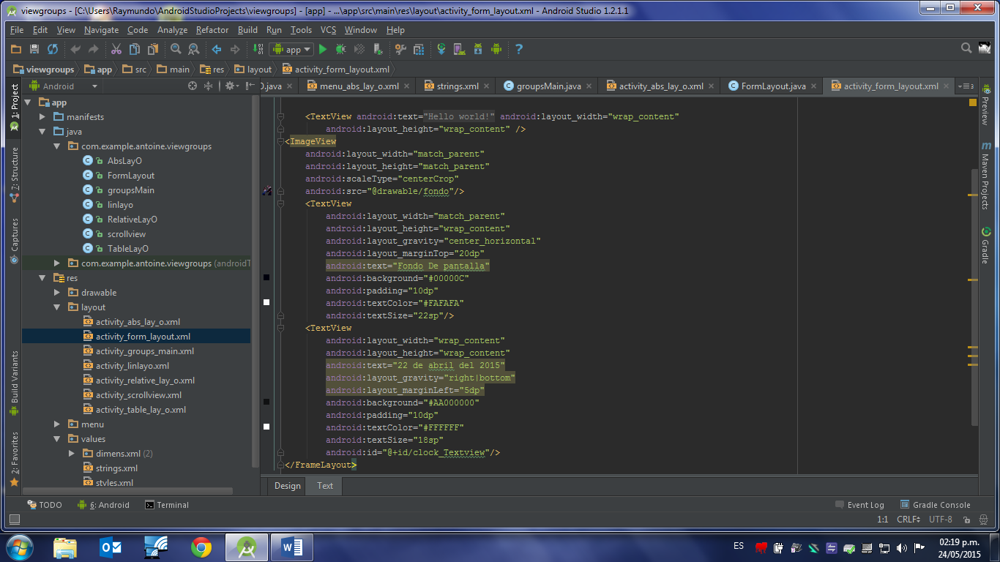 viewgroups - [C:\Users\Raymundo\AndroidStudioProjects\viewgroups] - [app] - ...\app\src\main\res\layout\activity_form_layout.xml - Android Studio 1.2.1.1
File Edit View Navigate Code Analyze Refactor Build Run Tools VCS Window Help
app
viewgroups app src main res layout activity_form_layout.xml
Android
O.java menu_abs_lay_o.xml strings.xml groupsMain.java activity_abs_lay_o.xml FormLayout.java activity_form_layout.xml
1: Project
7: Structure
Captures
Build Variants
2: Favorites
app
manifests
java
com.example.antoine.viewgroups
AbsLayO
FormLayout
groupsMain
linlayo
RelativeLayO
scrollview
TableLayO
com.example.antoine.viewgroups (androidT
res
drawable
layout
activity_abs_lay_o.xml
activity_form_layout.xml
activity_groups_main.xml
activity_linlayo.xml
activity_relative_lay_o.xml
activity_scrollview.xml
activity_table_lay_o.xml
menu
values
dimens.xml (2)
strings.xml
styles.xml
<TextView android:text="Hello world!" android:layout_width="wrap_content"
android:layout_height="wrap_content" />
<ImageView
android:layout_width="match_parent"
android:layout_height="match_parent"
android:scaleType="centerCrop"
android:src="@drawable/fondo"/>
<TextView
android:layout_width="match_parent"
android:layout_height="wrap_content"
android:layout_gravity="center_horizontal"
android:layout_marginTop="20dp"
android:text="Fondo De pantalla"
android:background="#00000C"
android:padding="10dp"
android:textColor="#FAFAFA"
android:textSize="22sp"/>
<TextView
android:layout_width="wrap_content"
android:layout_height="wrap_content"
android:text="22 de abril del 2015"
android:layout_gravity="right|bottom"
android:layout_marginLeft="5dp"
android:background="#AA000000"
android:padding="10dp"
android:textColor="#FFFFFF"
android:textSize="18sp"
android:id="@+id/clock_Textview"/>
</FrameLayout>
Preview
m
Maven Projects
Gradle
Design Text
TODO 6: Android Terminal Event Log Gradle Console
1:1 CRLF UTF-8
ES
02:19 p.m.
24/05/2015